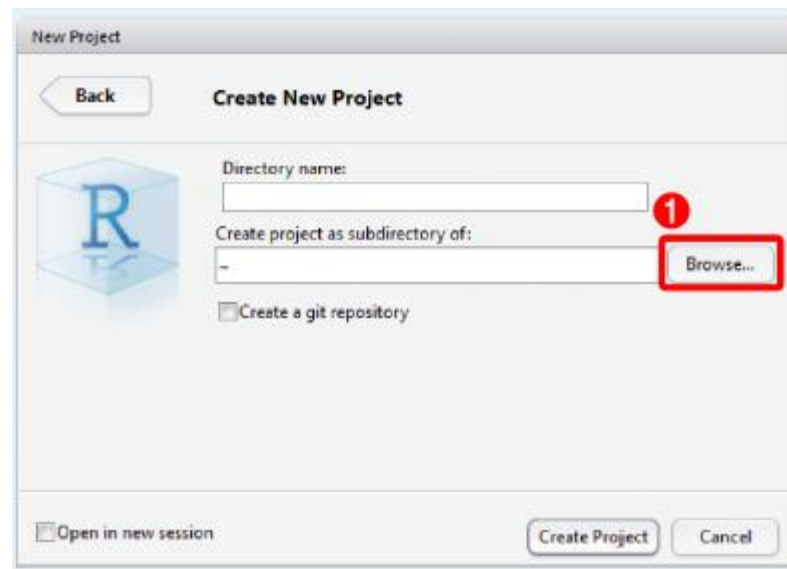 New Project
Back
Create New Project
R
Directory name:
1
Create project as subdirectory of:
~
Browse...
Create a git repository
Open in new session
Create Project
Cancel